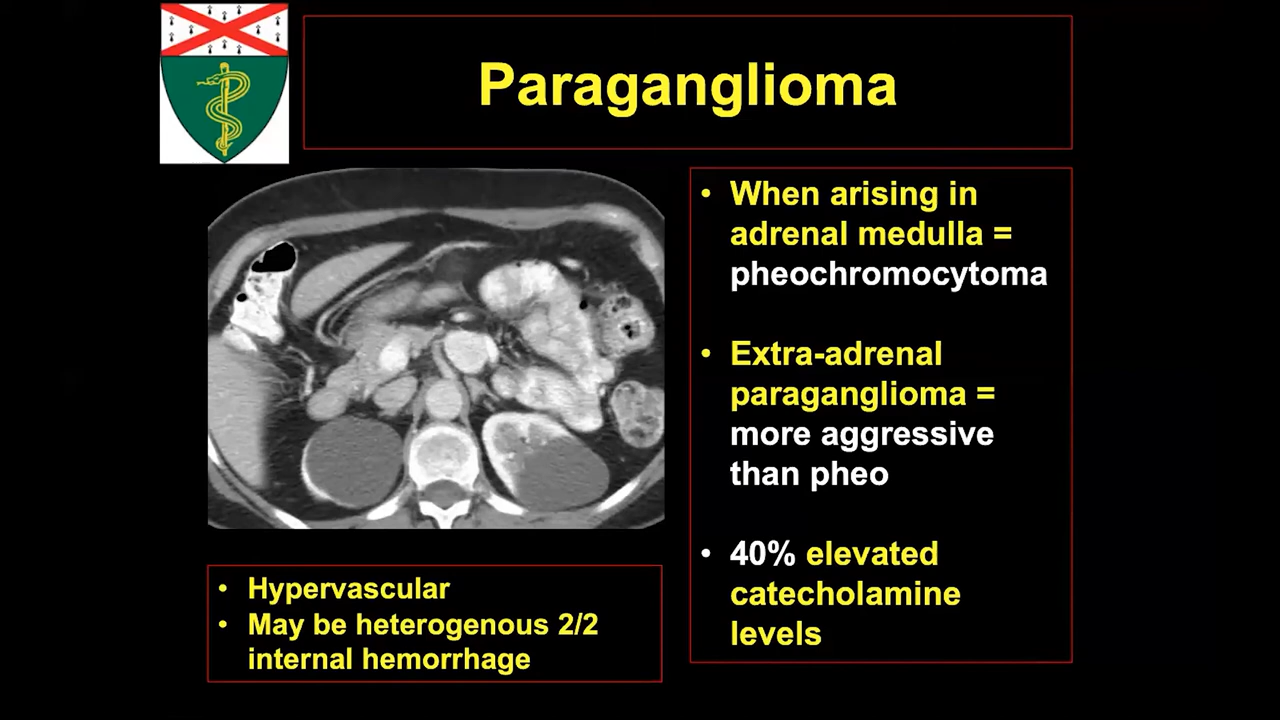 Paraganglioma
• When arising in
adrenal medulla =
pheochromocytoma
• Extra-adrenal
paraganglioma =
more aggressive
than pheo
• 40% elevated
catecholamine
levels
• Hypervascular
• May be heterogenous 2/2
internal hemorrhage